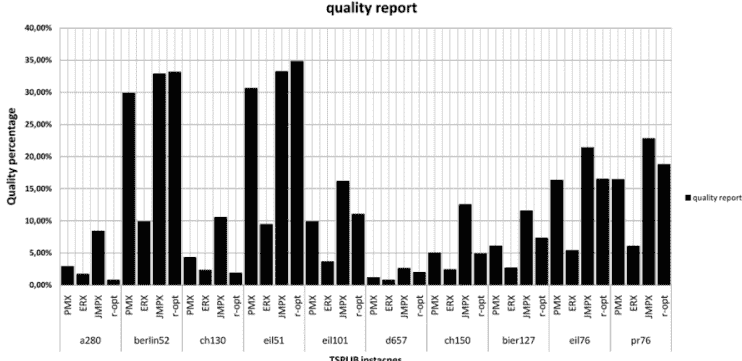 quality report
40,00%
35,00%
30,00%
25,00%
20,00%
15,00%
10,00%
5,00%
0,00%
Quality percentage
PMX ERX JMPX r-opt PMX ERX JMPX r-opt PMX ERX JMPX r-opt PMX ERX JMPX r-opt PMX ERX JMPX r-opt PMX ERX JMPX r-opt PMX ERX JMPX r-opt PMX ERX JMPX r-opt PMX ERX JMPX r-opt PMX ERX JMPX r-opt
a280 berlin52 ch130 eil51 eil101 d657 ch150 bier127 eil76 pr76
TSPLIB instacnes
quality report